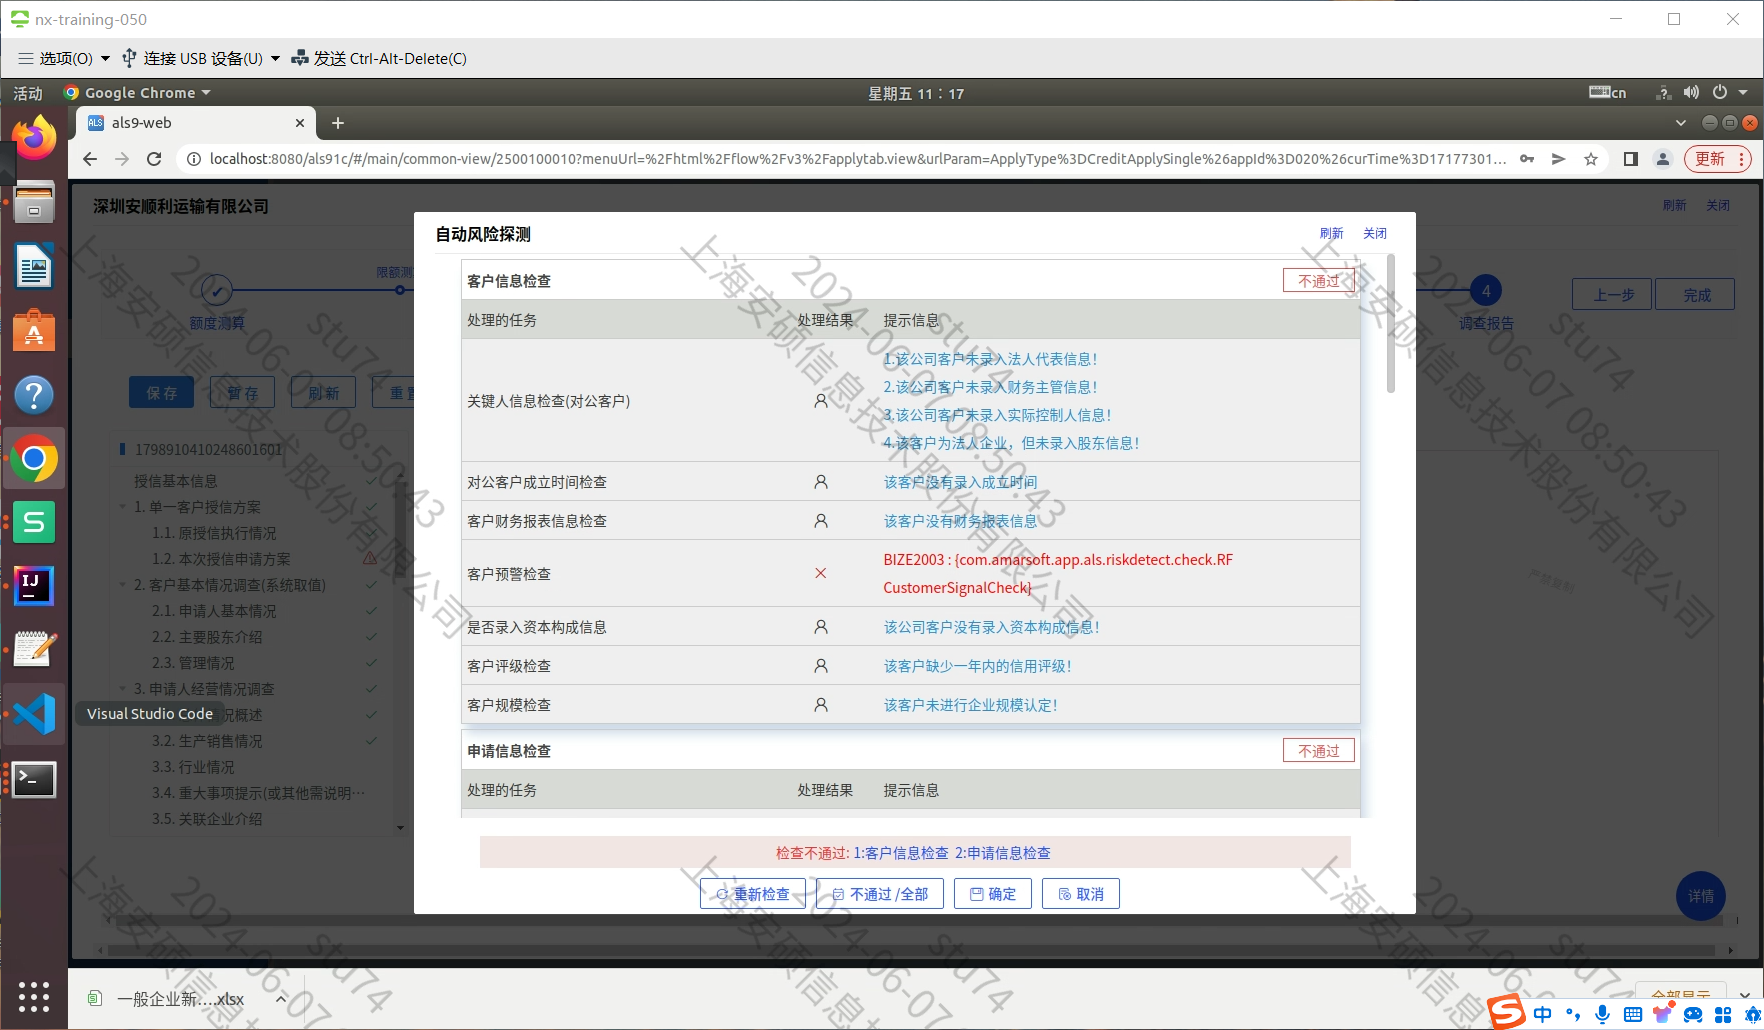 nx-training-050
选项(O) 连接 USB 设备(U) 发送 Ctrl-Alt-Delete(C)
活动 Google Chrome 星期五 11：17 cn
ALS als9-web
localhost:8080/als91c/#/main/common-view/2500100010?menuUrl=%2Fhtml%2Fflow%2Fv3%2Fapplytab.view&urlParam=ApplyType%3DCreditApplySingle%26appId%3D020%26curTime%3D17177301... 更新
深圳安顺利运输有限公司 刷新 关闭
自动风险探测 刷新 关闭
限额测
额度测算
4
调查报告
上一步 完成
保存 暂存 刷新 重置
1798910410248601601
授信基本信息
1. 单一客户授信方案
1.1. 原授信执行情况
1.2. 本次授信申请方案
2. 客户基本情况调查(系统取值)
2.1. 申请人基本情况
2.2. 主要股东介绍
2.3. 管理情况
3. 申请人经营情况调查
况概述
3.2. 生产销售情况
3.3. 行业情况
3.4. 重大事项提示(或其他需说明…
3.5. 关联企业介绍
Visual Studio Code
客户信息检查 不通过
处理的任务 处理结果 提示信息
关键人信息检查(对公客户)
1.该公司客户未录入法人代表信息！
2.该公司客户未录入财务主管信息！
3.该公司客户未录入实际控制人信息！
4.该客户为法人企业，但未录入股东信息！
对公客户成立时间检查 该客户没有录入成立时间
客户财务报表信息检查 该客户没有财务报表信息
客户预警检查 BIZE2003 : {com.amarsoft.app.als.riskdetect.check.RF
CustomerSignalCheck}
是否录入资本构成信息 该公司客户没有录入资本构成信息！
客户评级检查 该客户缺少一年内的信用评级！
客户规模检查 该客户未进行企业规模认定！
申请信息检查 不通过
处理的任务 处理结果 提示信息
检查不通过: 1:客户信息检查 2:申请信息检查
重新检查 不通过 /全部 确定 取消
详情
严禁复制
一般企业新....xlsx
全部显示
中
上海安硕信息技术股份有限公司
2024-06-07 08:50:43
stu74